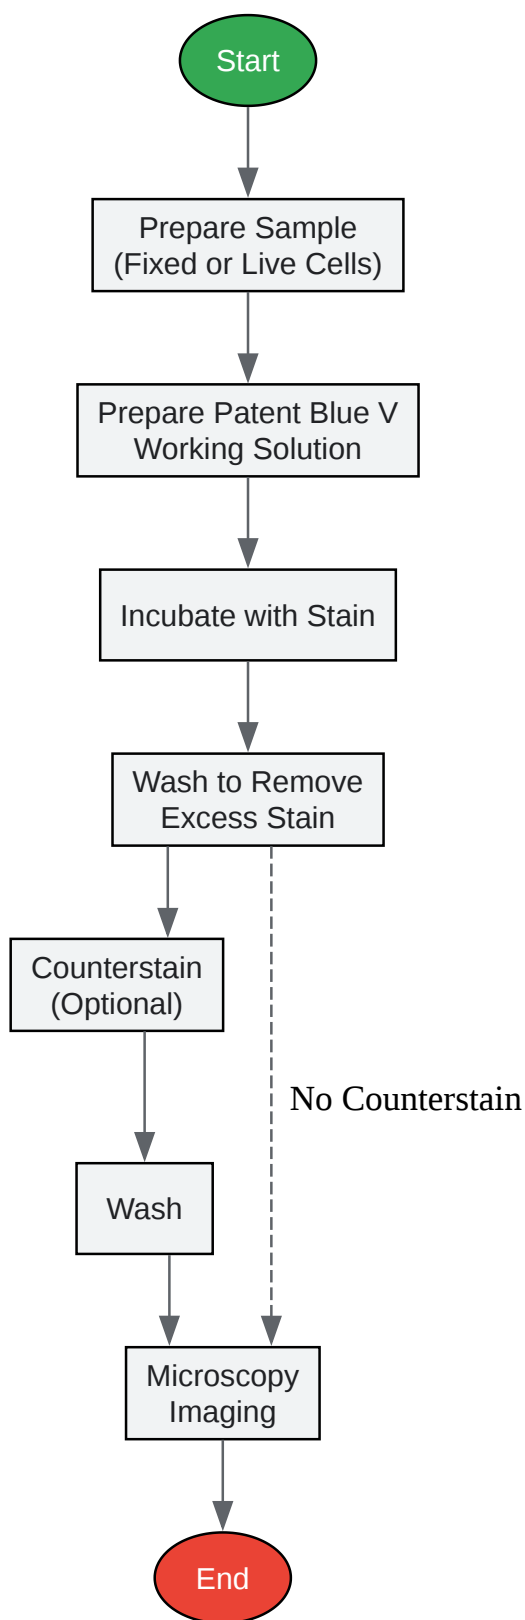 Start
Prepare Sample
(Fixed or Live Cells)
Prepare Patent Blue V
Working Solution
Incubate with Stain
Wash to Remove
Excess Stain
Counterstain
(Optional)
No Counterstain
Wash
Microscopy
Imaging
End